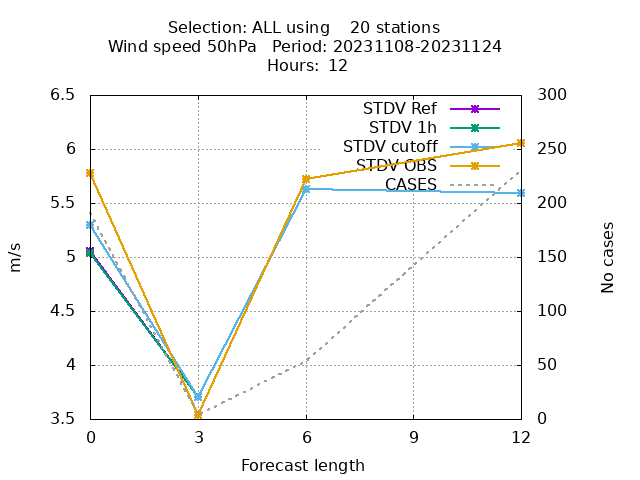 Selection: ALL using    20 stations
Wind speed 50hPa   Period: 20231108-20231124
Hours:  12
6.5
6
5.5
5
4.5
4
3.5
m/s
STDV Ref
STDV 1h
STDV cutoff
STDV OBS
CASES
300
250
200
150
100
50
0
No cases
0 3 6 9 12
Forecast length